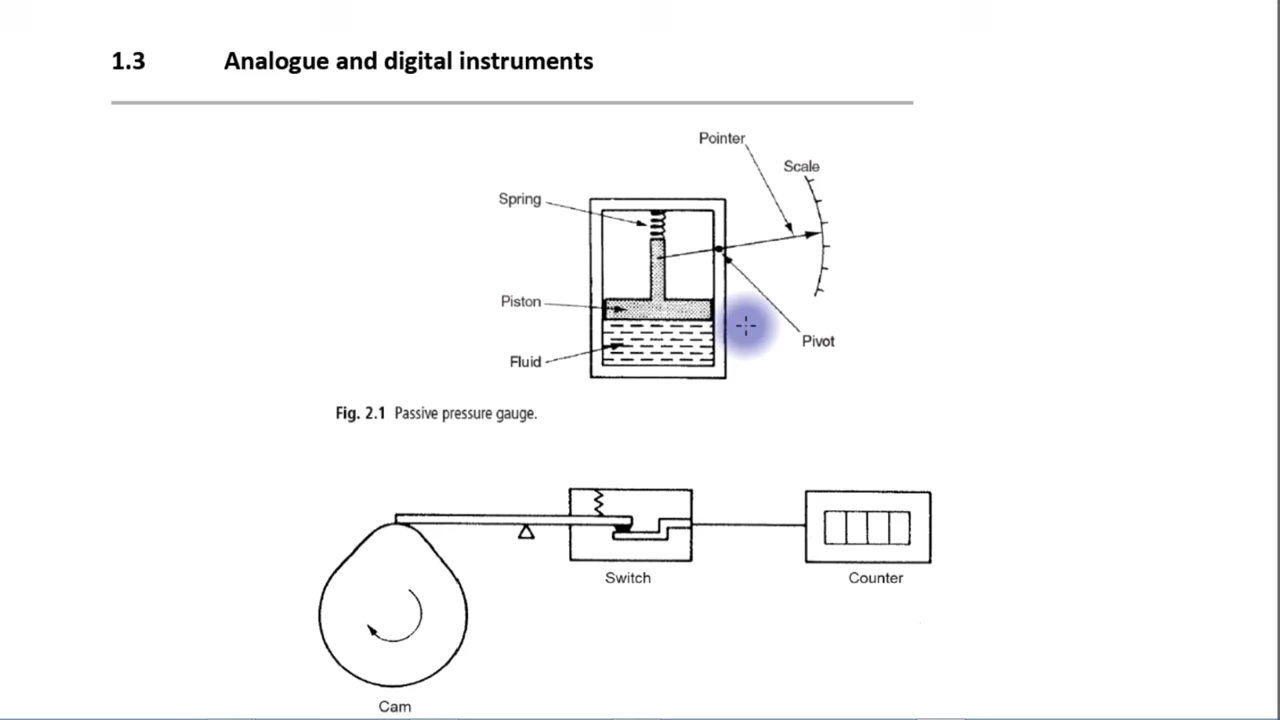 1.3 Analogue and digital instruments
Pointer
Scale
Spring
Piston
Pivot
Fluid
Fig. 2.1 Passive pressure gauge.
Switch
Counter
Cam